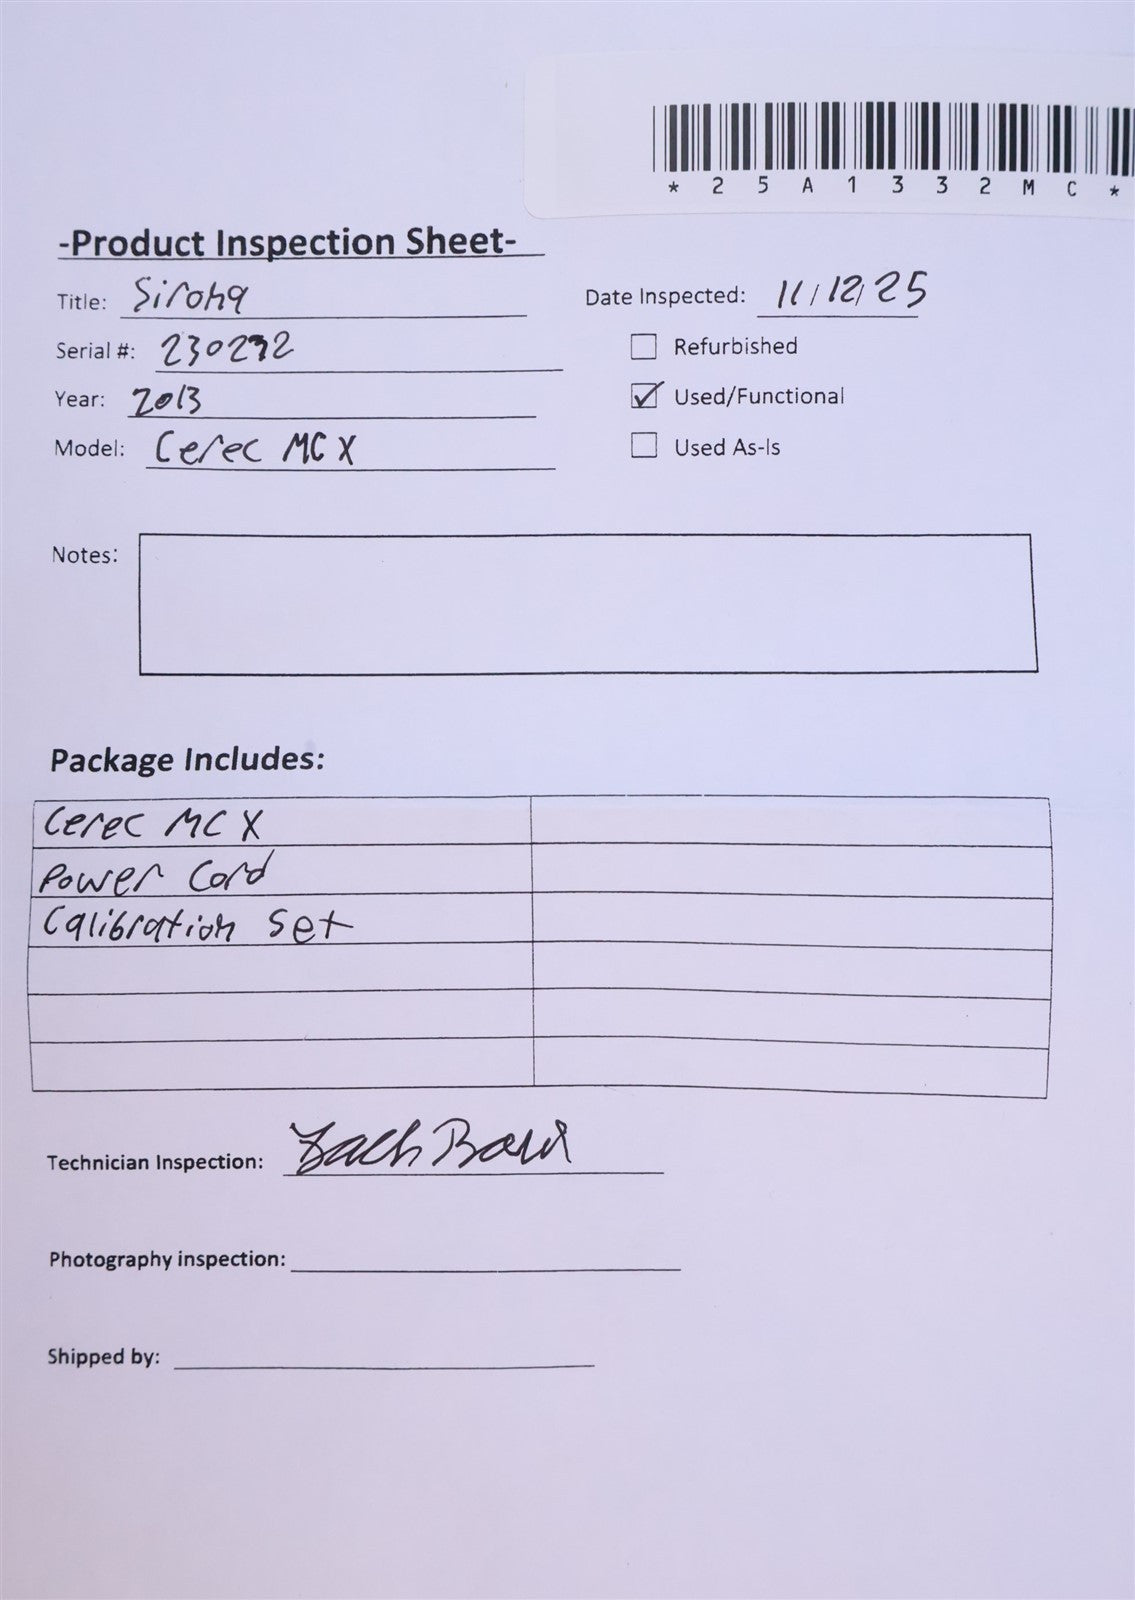 *25A1332MC*
-Product Inspection Sheet-
Title: Sirona
Date Inspected: 11/12/25
Serial #: 230272
Refurbished
Year: 2013
Used/Functional
Model: Cerec MC X
Used As-Is
Notes:
Package Includes:
Cerec MC X
Power Cord
Calibration Set
Technician Inspection: Zach
Photography inspection:
Shipped by: